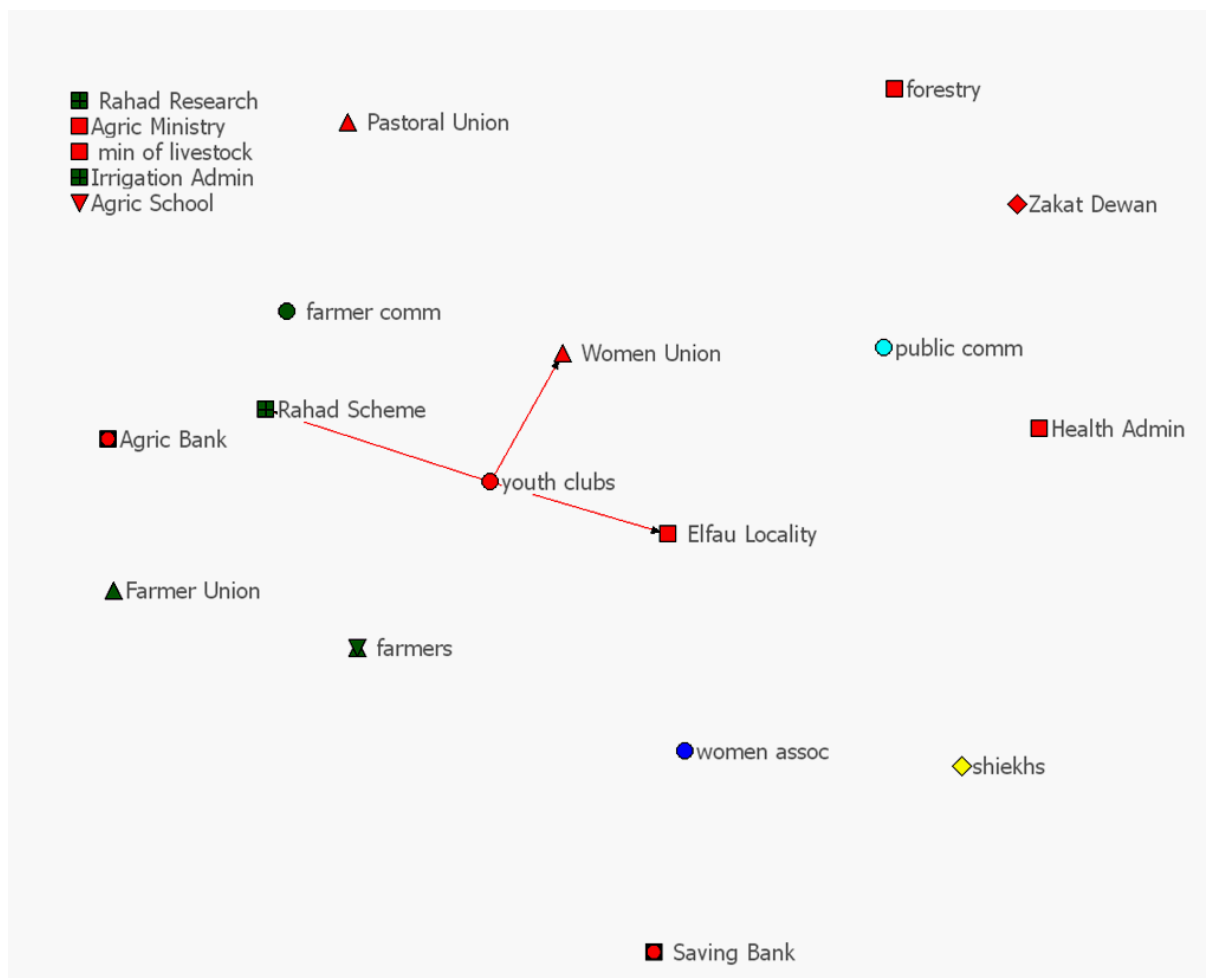 Rahad Research
Agric Ministry
min of livestock
Irrigation Admin
Agric School
Pastoral Union
forestry
Zakat Dewan
farmer comm
Women Union
public comm
Rahad Scheme
Agric Bank
Health Admin
youth clubs
Elfau Locality
Farmer Union
farmers
women assoc
shiekhs
Saving Bank